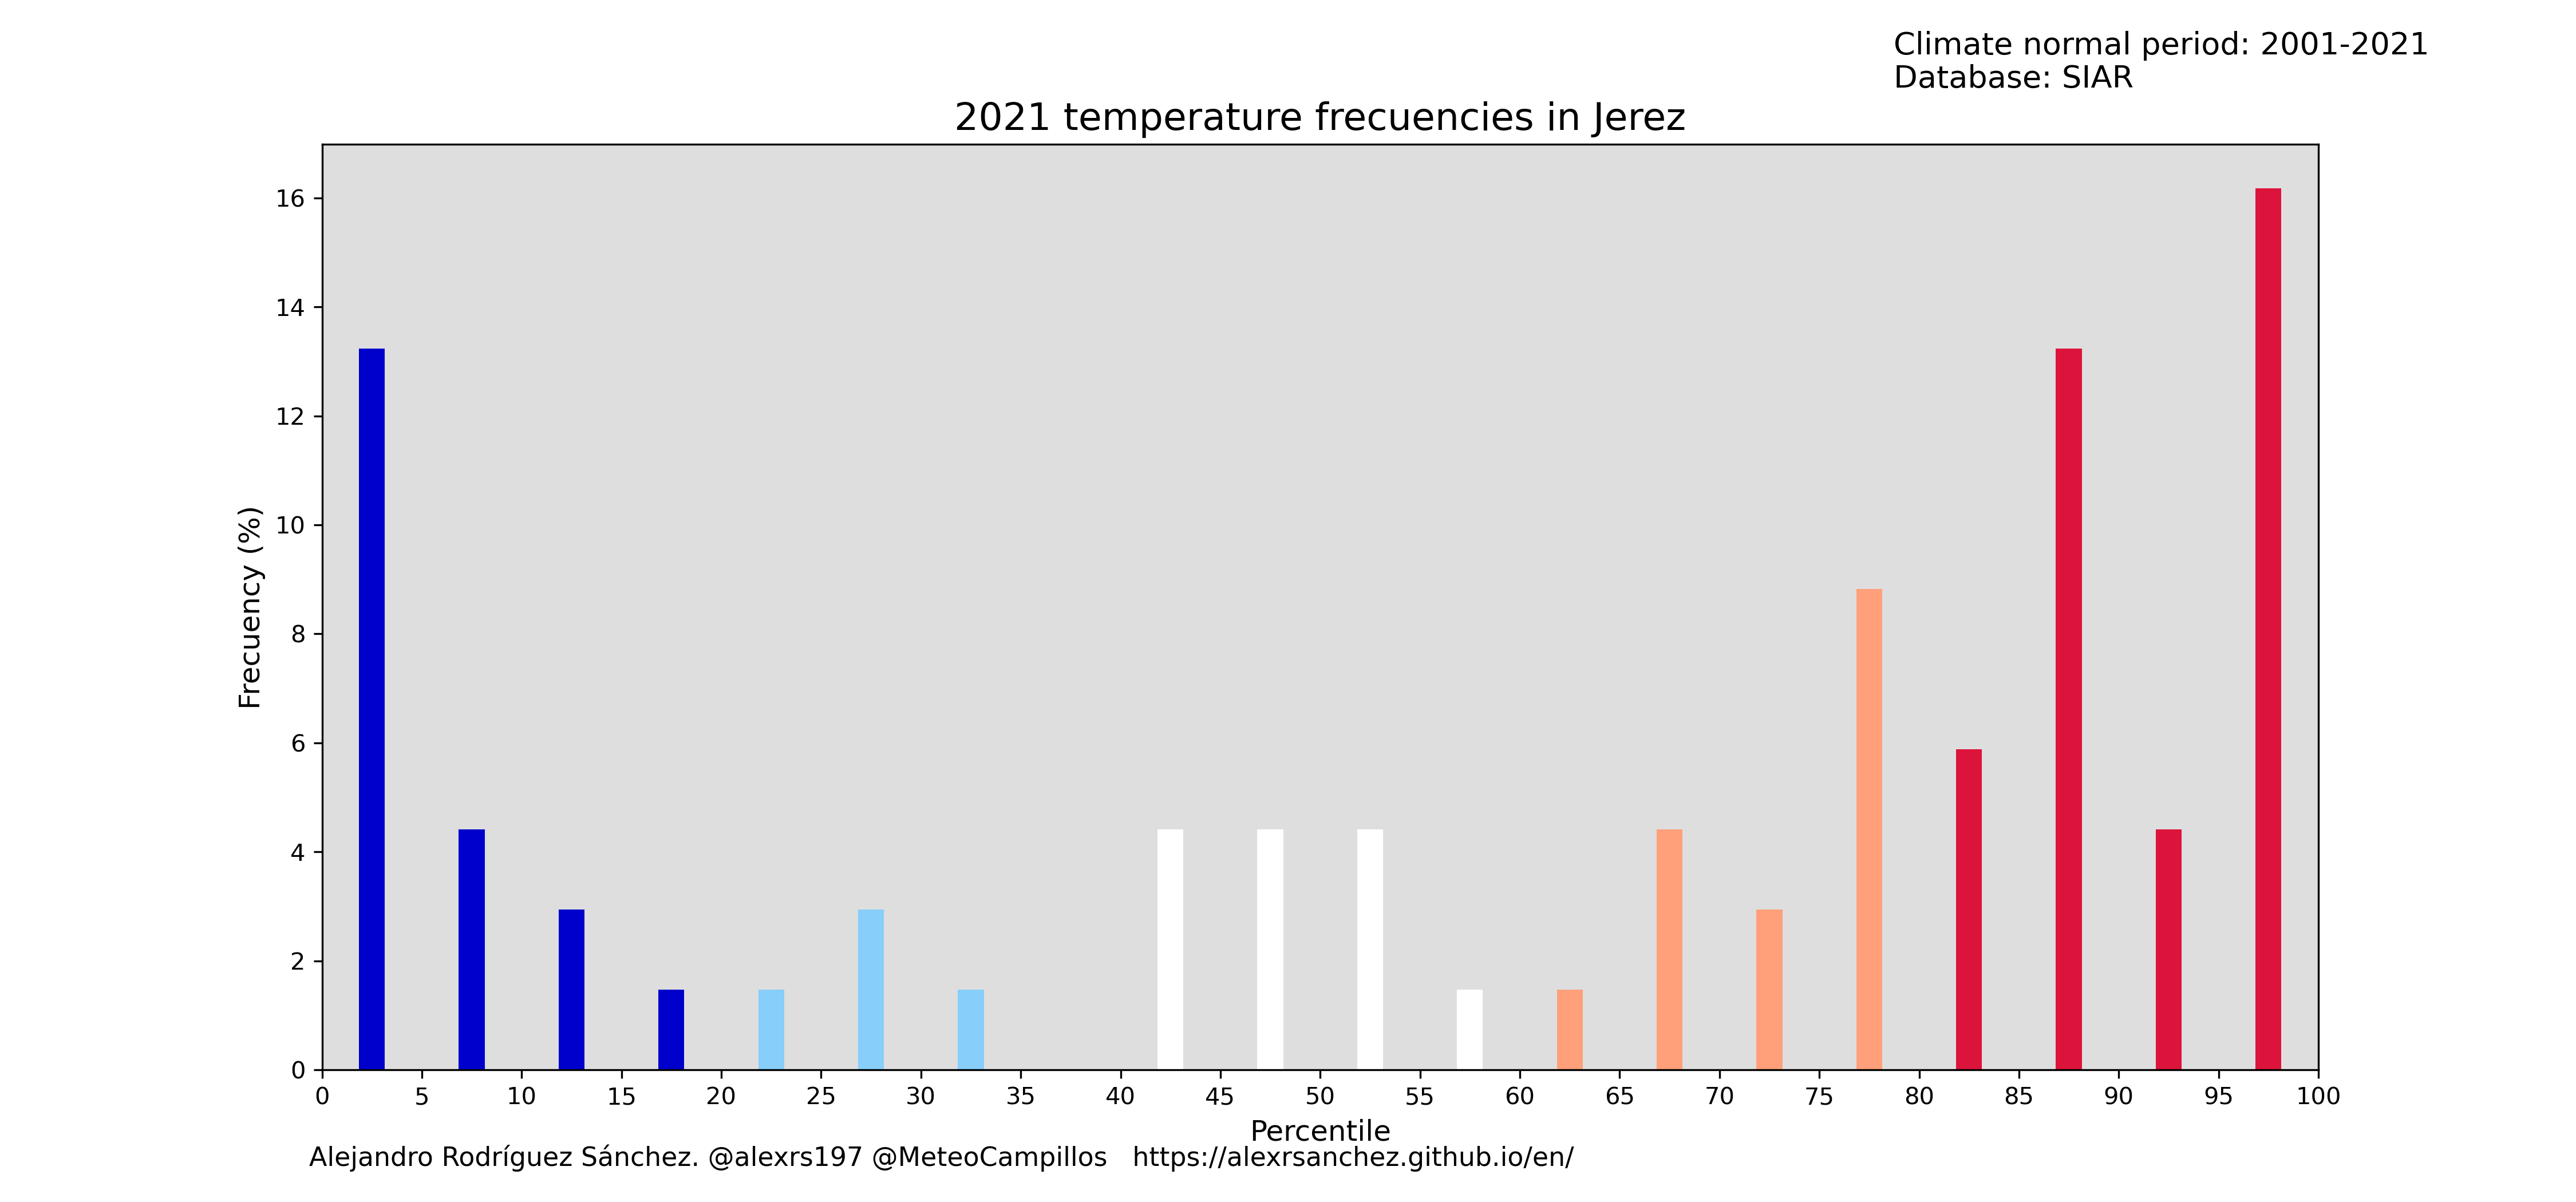 Climate normal period: 2001-2021
Database: SIAR
2021 temperature frecuencies in Jerez
16
14
12
10
8
6
4
2
0
Frecuency (%)
0 5 10 15 20 25 30 35 40 45 50 55 60 65 70 75 80 85 90 95 100
Percentile
Alejandro Rodríguez Sánchez. @alexrs197 @MeteoCampillos https://alexrsanchez.github.io/en/